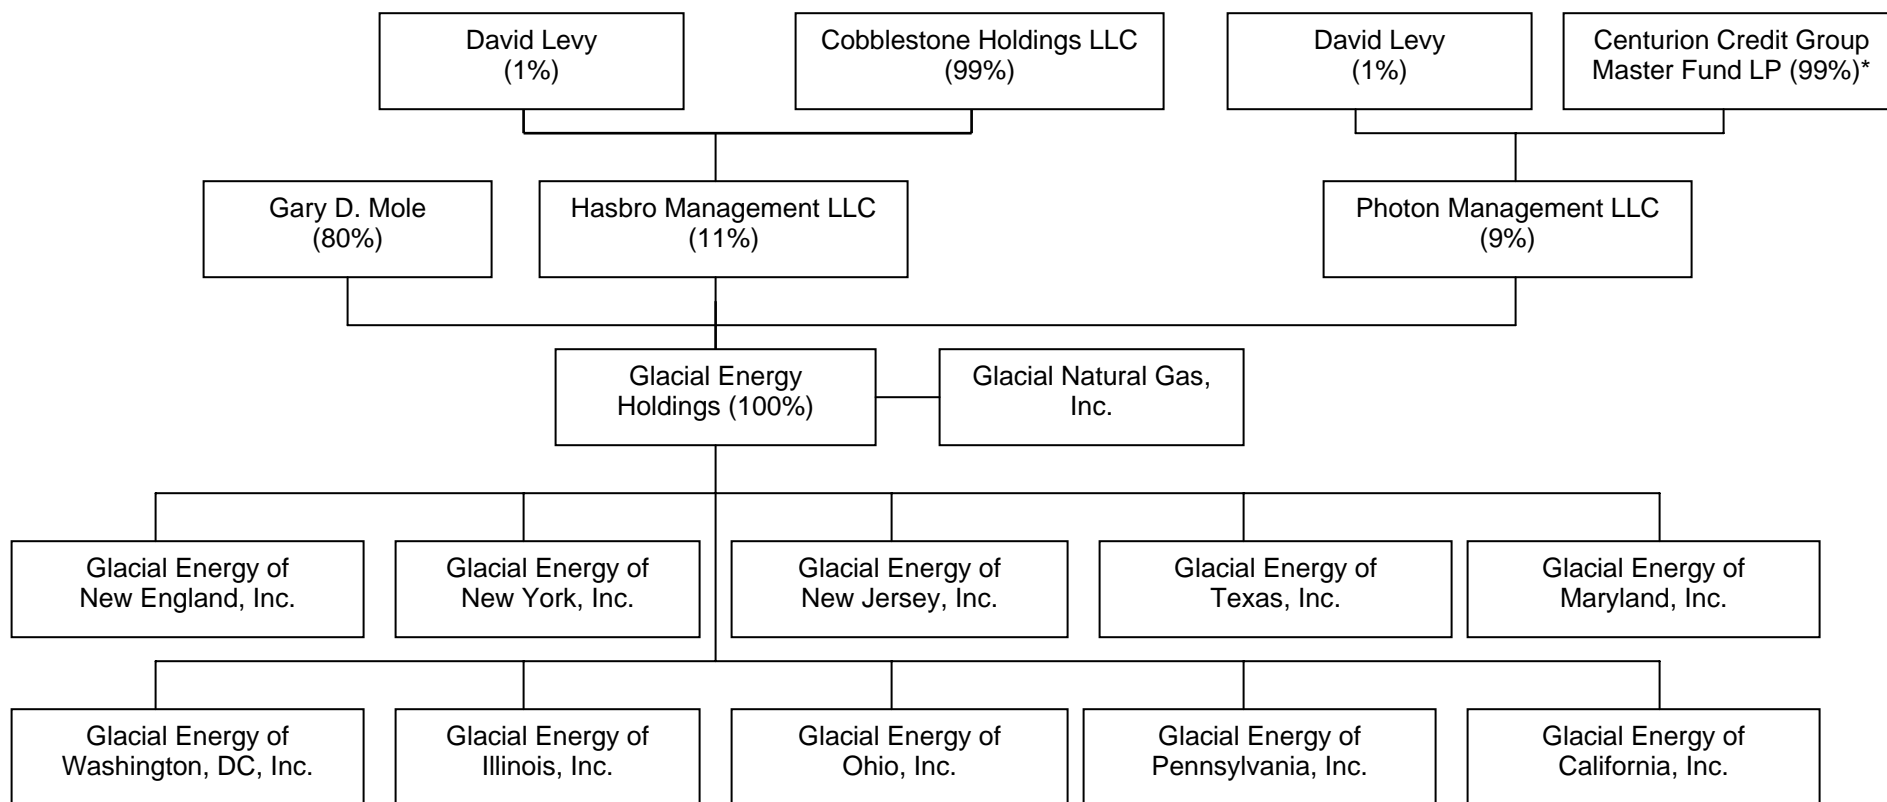 David Levy
(1%)
Cobblestone Holdings LLC
(99%)
David Levy
(1%)
Centurion Credit Group
Master Fund LP (99%)*
Gary D. Mole
(80%)
Hasbro Management LLC
(11%)
Photon Management LLC
(9%)
Glacial Energy
Holdings (100%)
Glacial Natural Gas,
Inc.
Glacial Energy of
New England, Inc.
Glacial Energy of
New York, Inc.
Glacial Energy of
New Jersey, Inc.
Glacial Energy of
Texas, Inc.
Glacial Energy of
Maryland, Inc.
Glacial Energy of
Washington, DC, Inc.
Glacial Energy of
Illinois, Inc.
Glacial Energy of
Ohio, Inc.
Glacial Energy of
Pennsylvania, Inc.
Glacial Energy of
California, Inc.